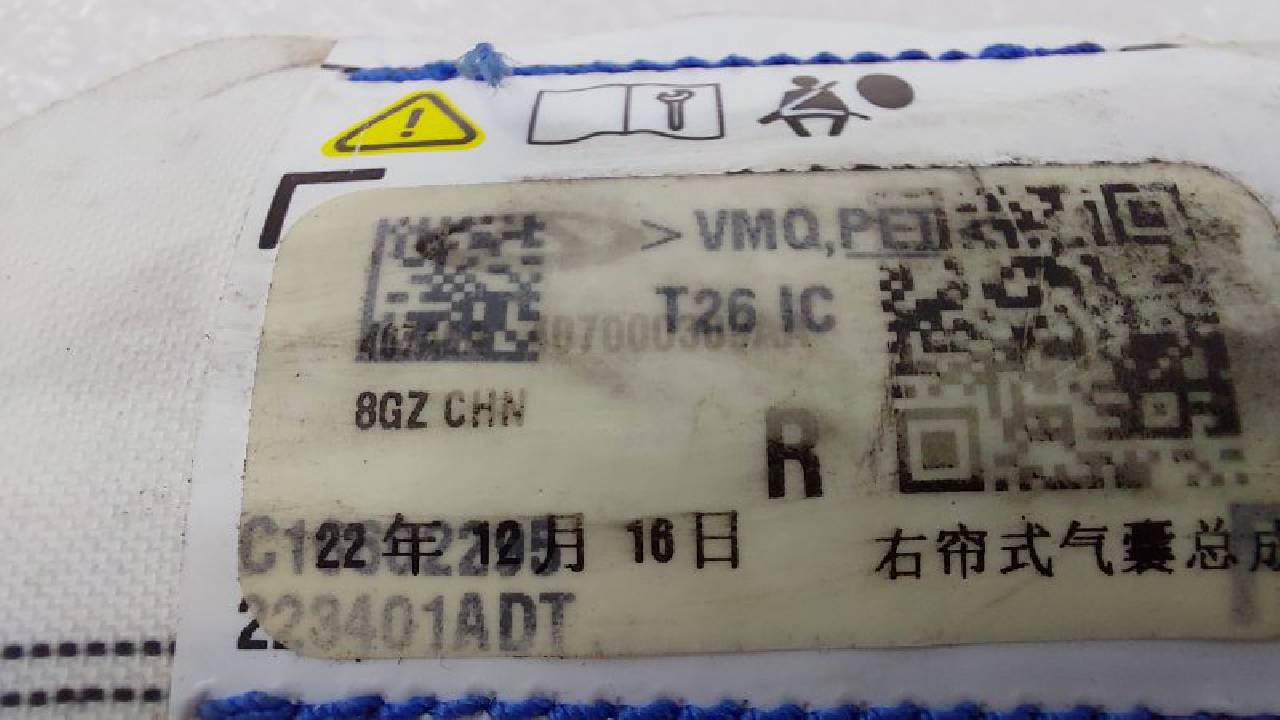 >VMQ,PET
T26 IC
8GZ CHN
R
22年 12月 16日
右帘式气囊总成
223401ADT